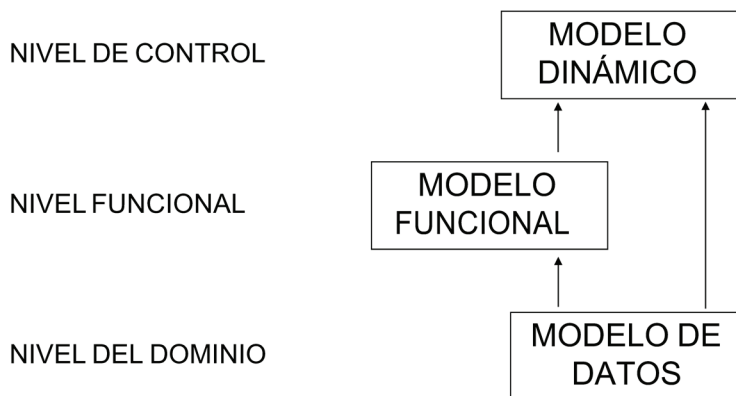 NIVEL DE CONTROL
MODELO
DINÁMICO
NIVEL FUNCIONAL
MODELO
FUNCIONAL
NIVEL DEL DOMINIO
MODELO DE
DATOS